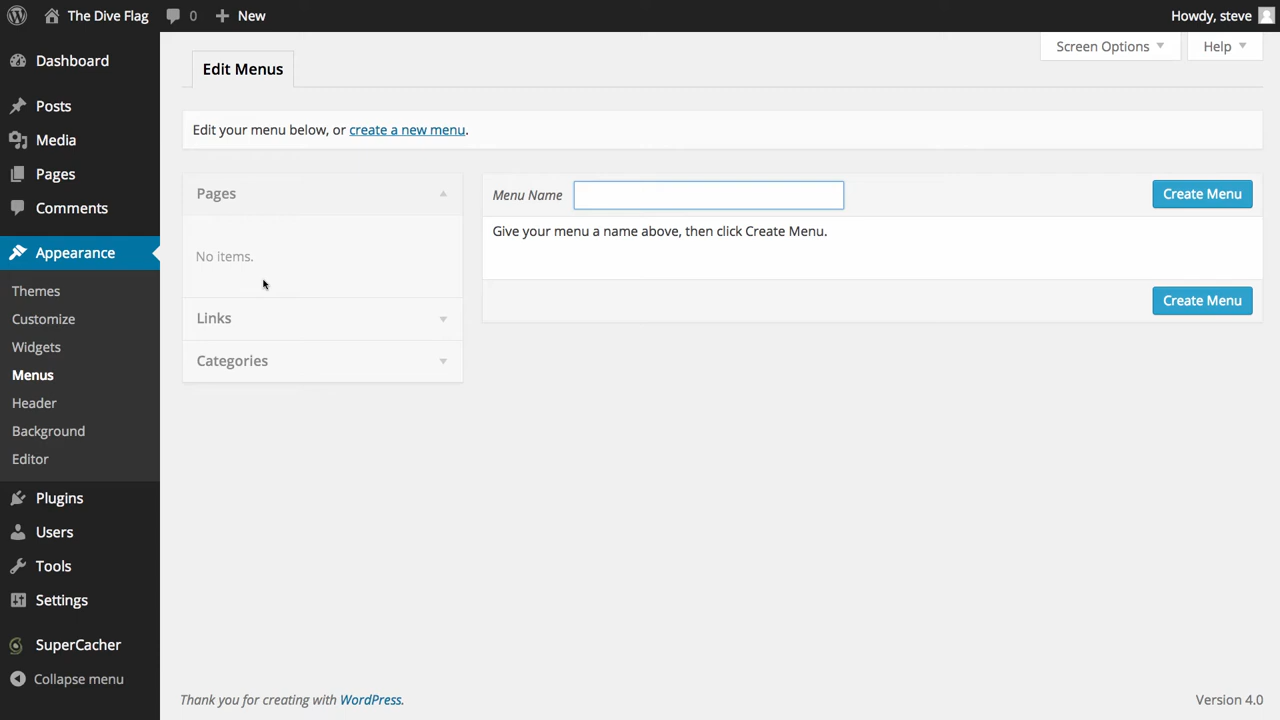 The Dive Flag
0
New
Howdy, steve
Dashboard
Posts
Media
Pages
Comments
Appearance
Themes
Customize
Widgets
Menus
Header
Background
Editor
Plugins
Users
Tools
Settings
SuperCacher
Collapse menu
Screen Options
Help
Edit Menus
Edit your menu below, or create a new menu.
Pages
No items.
Links
Categories
Menu Name
Create Menu
Give your menu a name above, then click Create Menu.
Create Menu
Thank you for creating with WordPress.
Version 4.0